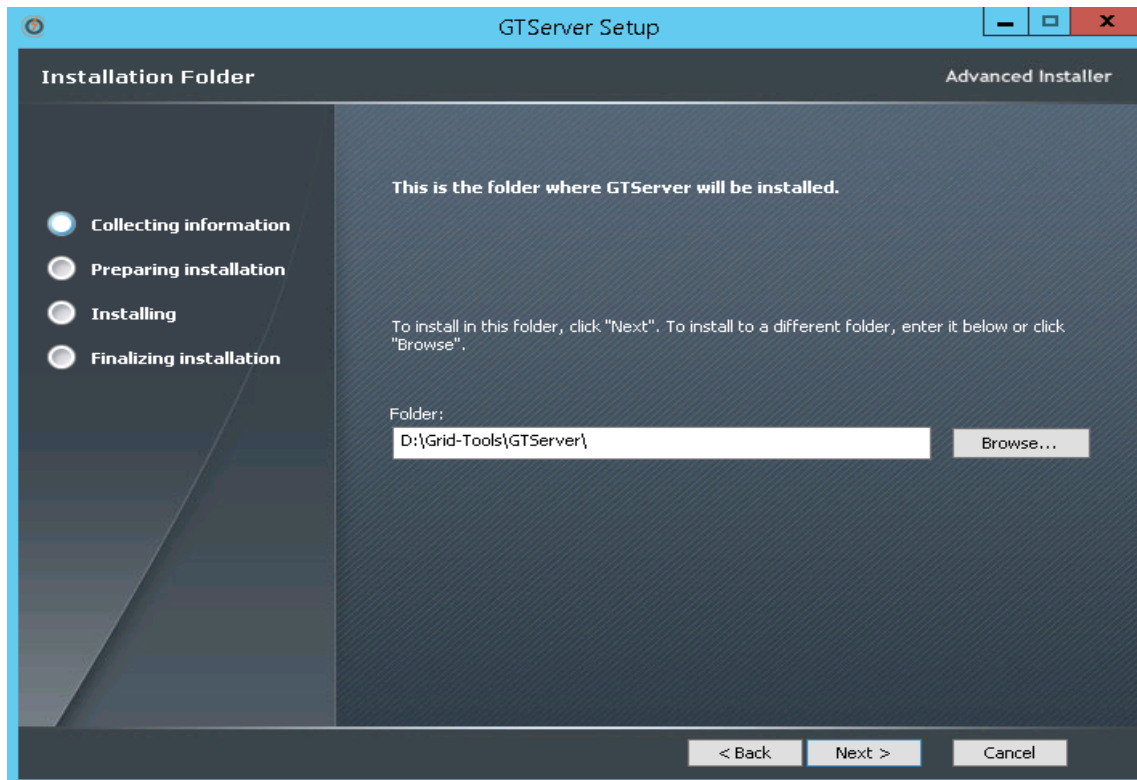 GTServer Setup
Installation Folder
Advanced Installer
This is the folder where GTServer will be installed.
Collecting information
Preparing installation
Installing
Finalizing installation
To install in this folder, click "Next". To install to a different folder, enter it below or click
"Browse".
Folder:
D:\Grid-Tools\GTServer\
Browse...
< Back
Next >
Cancel